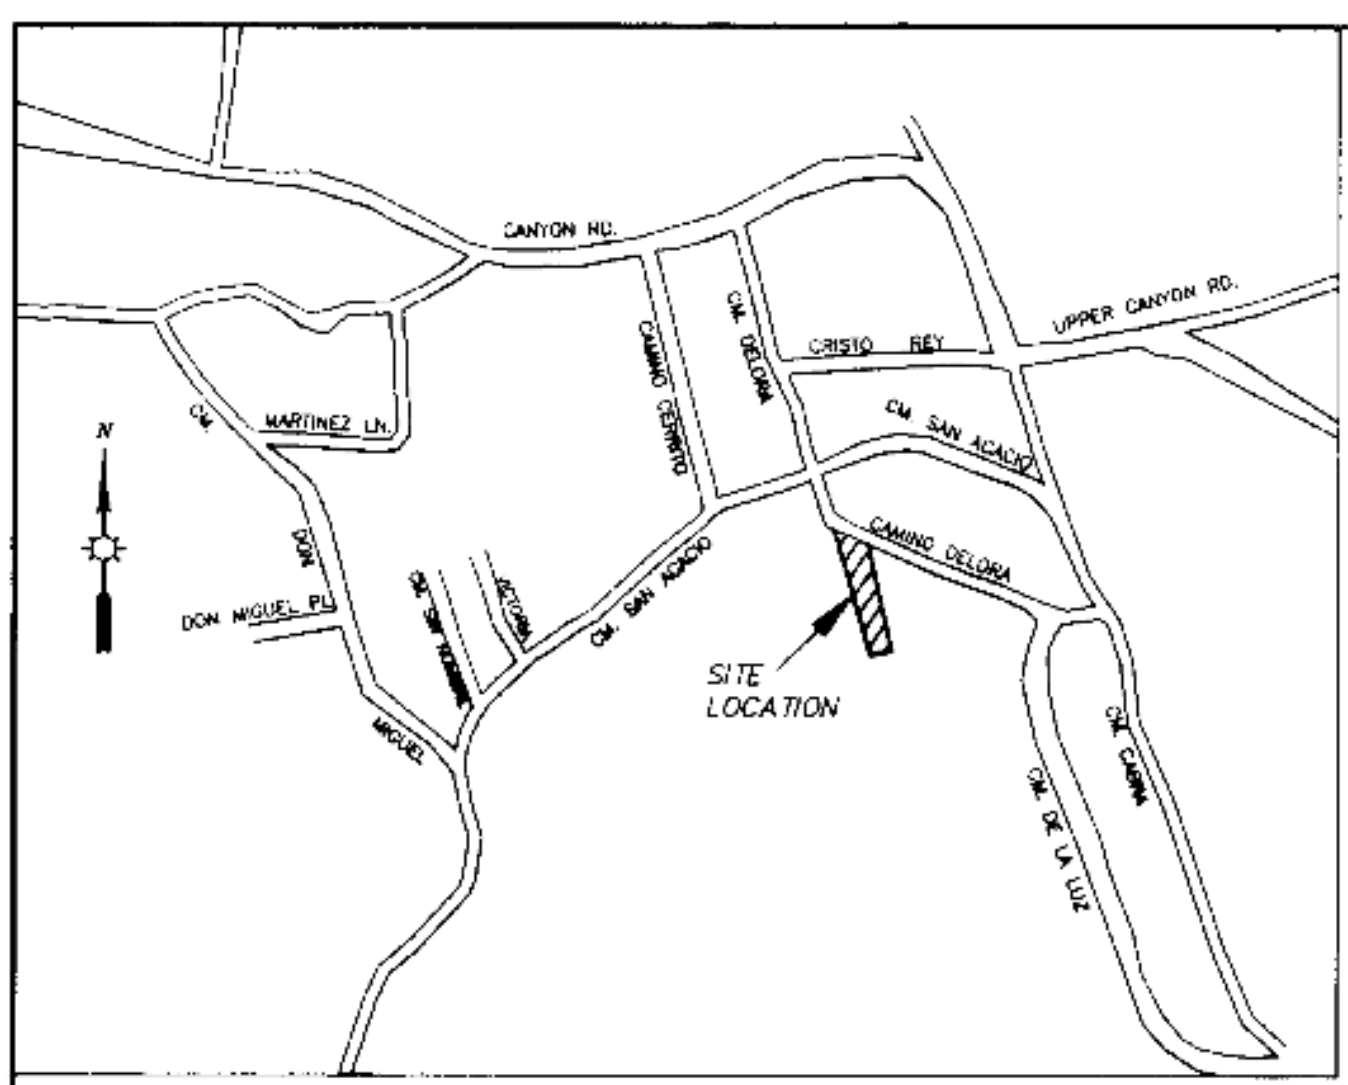 CANYON RD.
UPPER CANYON RD.
CM. DELORA
CRISTO REY
CAMINO CERRITO
CM. SAN ACACIO
MARTINEZ LN.
CM.
N
DON
CAMINO DELORA
DON MIGUEL PL.
VICTORIA
CM. SAN ACACIO
SITE
LOCATION
MIGUEL
CM. CABRA
CM. DE LA LUZ